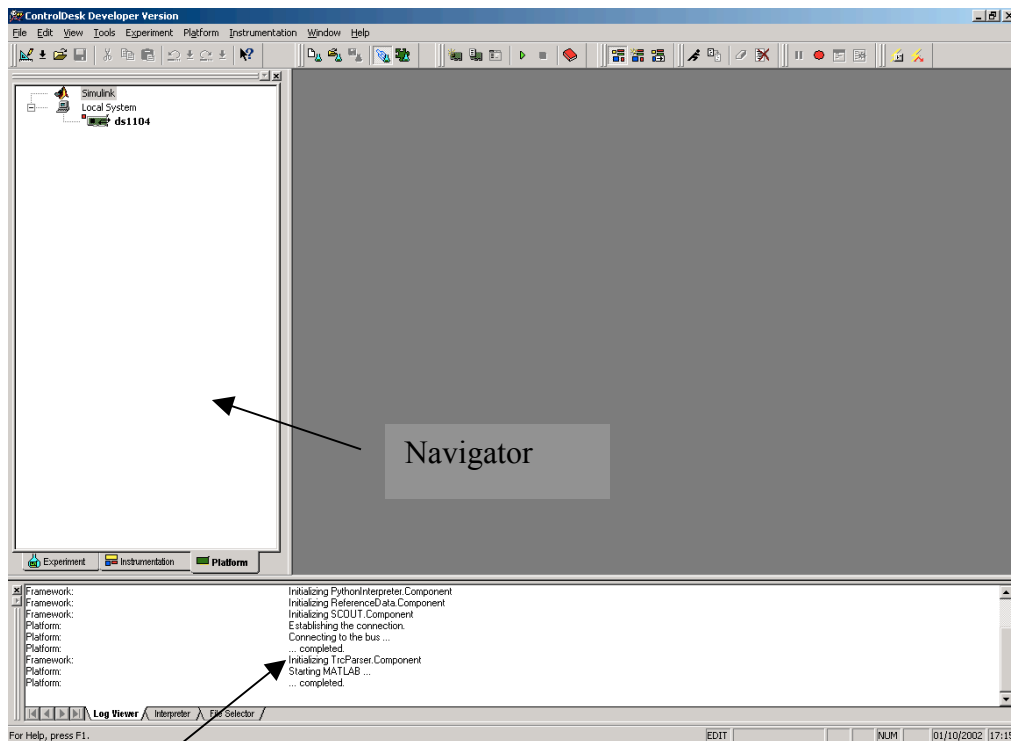 ControlDesk Developer Version
File Edit View Tools Experiment Platform Instrumentation Window Help
Simulink
Local System
ds1104
Navigator
Experiment Instrumentation Platform
Framework: Initializing PythonInterpreter.Component
Framework: Initializing ReferenceData.Component
Framework: Initializing SCOUT.Component
Platform: Establishing the connection.
Platform: Connecting to the bus ...
Platform: ... completed.
Framework: Initializing TrcParser.Component
Platform: Starting MATLAB ...
Platform: ... completed.
Log Viewer Interpreter File Selector
For Help, press F1. EDIT NUM 01/10/2002 17:15